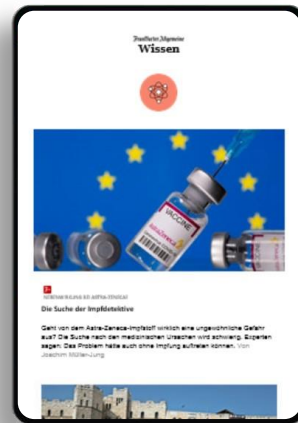 Frankfurter Allgemeine
Wissen
VACCINE
AstraZeneca
F+
Die Suche der Impfdetektive
Geht von dem Astra-Zeneca-Impfstoff wirklich eine ungewöhnliche Gefahr
aus? Die Suche nach den medizinischen Ursachen wird schwierig. Experten
sagen: Das Problem hätte auch ohne Impfung auftreten können. Von
Joachim Müller-Jung